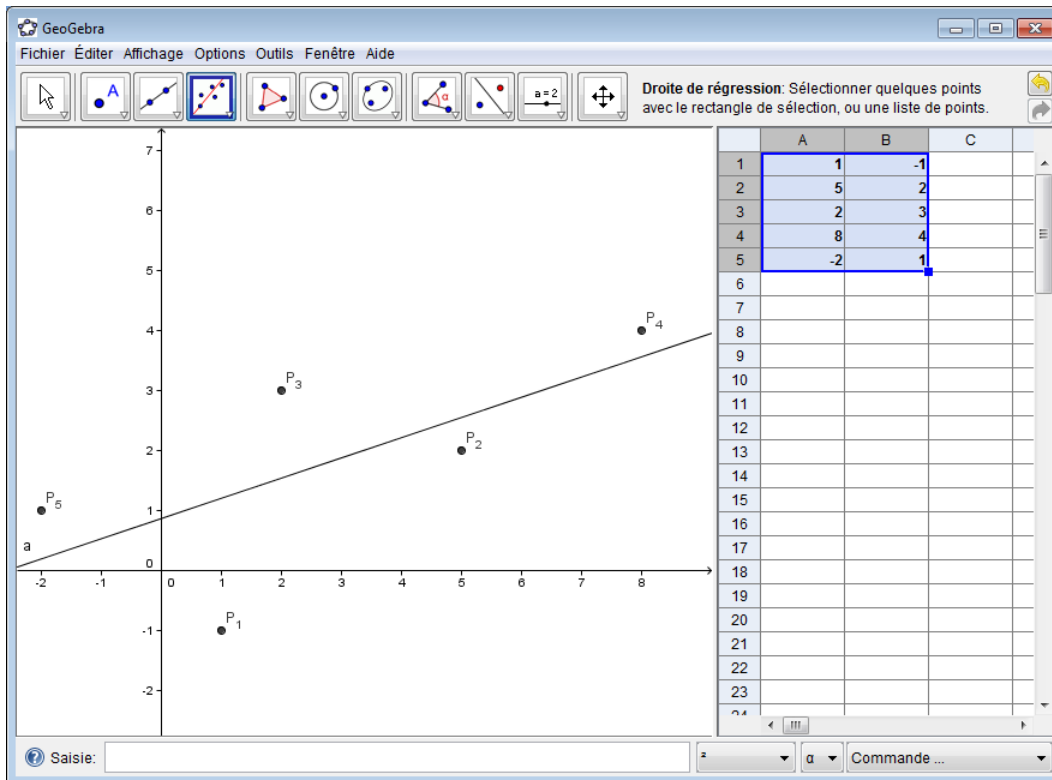 GeoGebra
Fichier Éditer Affichage Options Outils Fenêtre Aide
A
α
a = 2
Droite de régression: Sélectionner quelques points
avec le rectangle de sélection, ou une liste de points.
7
6
5
4
3
2
1
0
-1
-2
-2 -1 0 1 2 3 4 5 6 7 8
P4
P3
P2
P5
a
P1
A B C
1 1 -1
2 5 2
3 2 3
4 8 4
5 -2 1
6
7
8
9
10
11
12
13
14
15
16
17
18
19
20
21
22
23
24
Saisie:
²
α
Commande ...